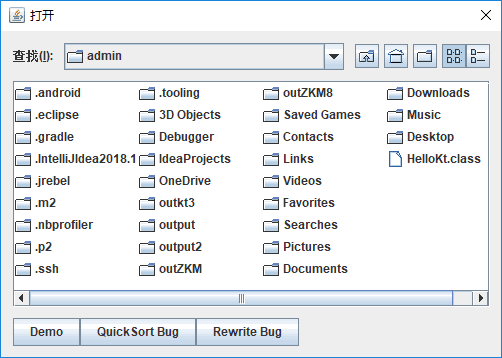 打开
查找(I): admin
.android
.eclipse
.gradle
.IntelliJIdea2018.1
.jrebel
.m2
.nbprofiler
.p2
.ssh
.tooling
3D Objects
Debugger
IdeaProjects
OneDrive
outkt3
output
output2
outZKM
outZKM8
Saved Games
Contacts
Links
Videos
Favorites
Searches
Pictures
Documents
Downloads
Music
Desktop
HelloKt.class
Demo QuickSort Bug Rewrite Bug